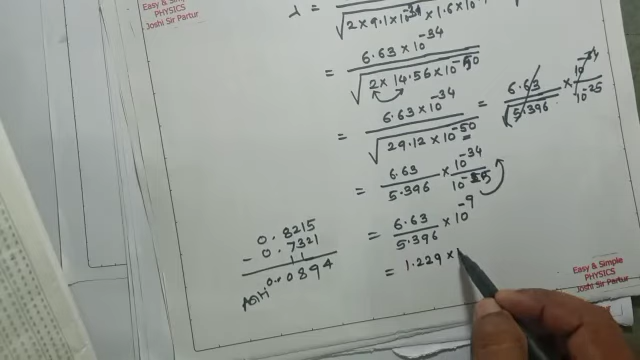 Easy & Simple
PHYSICS
Joshi Sir Partur
λ =
√2×9.1×10⁻³¹×1.6×10
= 6.63×10⁻³⁴ / √2×14.56×10⁻⁵⁰
= 6.63×10⁻³⁴ / √29.12×10⁻⁵⁰ = 6.63 / √5.396 × 10⁻³⁴ / 10⁻²⁵
= 6.63 / 5.396 × 10⁻³⁴ / 10⁻²⁵
= 6.63 / 5.396 × 10⁻⁹
= 1.229 ×
0.8215
- 0.7321
1 1
0.0894
Easy & Simple
PHYSICS
Joshi Sir Partur